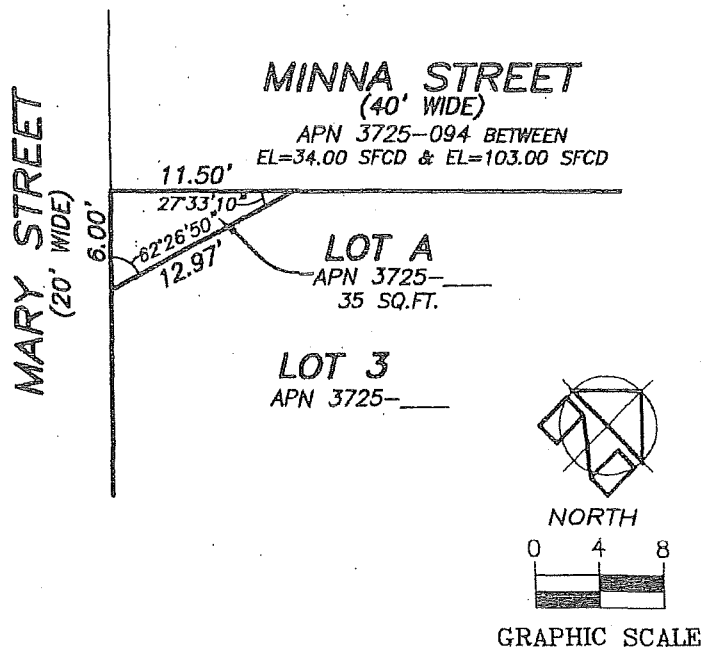 MINNA STREET
(40' WIDE)
APN 3725-094 BETWEEN
EL=34.00 SFCD & EL=103.00 SFCD
MARY STREET
(20' WIDE)
11.50'
6.00'
27°33'10"
62°26'50"
12.97'
LOT A
APN 3725-____
35 SQ.FT.
LOT 3
APN 3725-____
NORTH
0 4 8
GRAPHIC SCALE